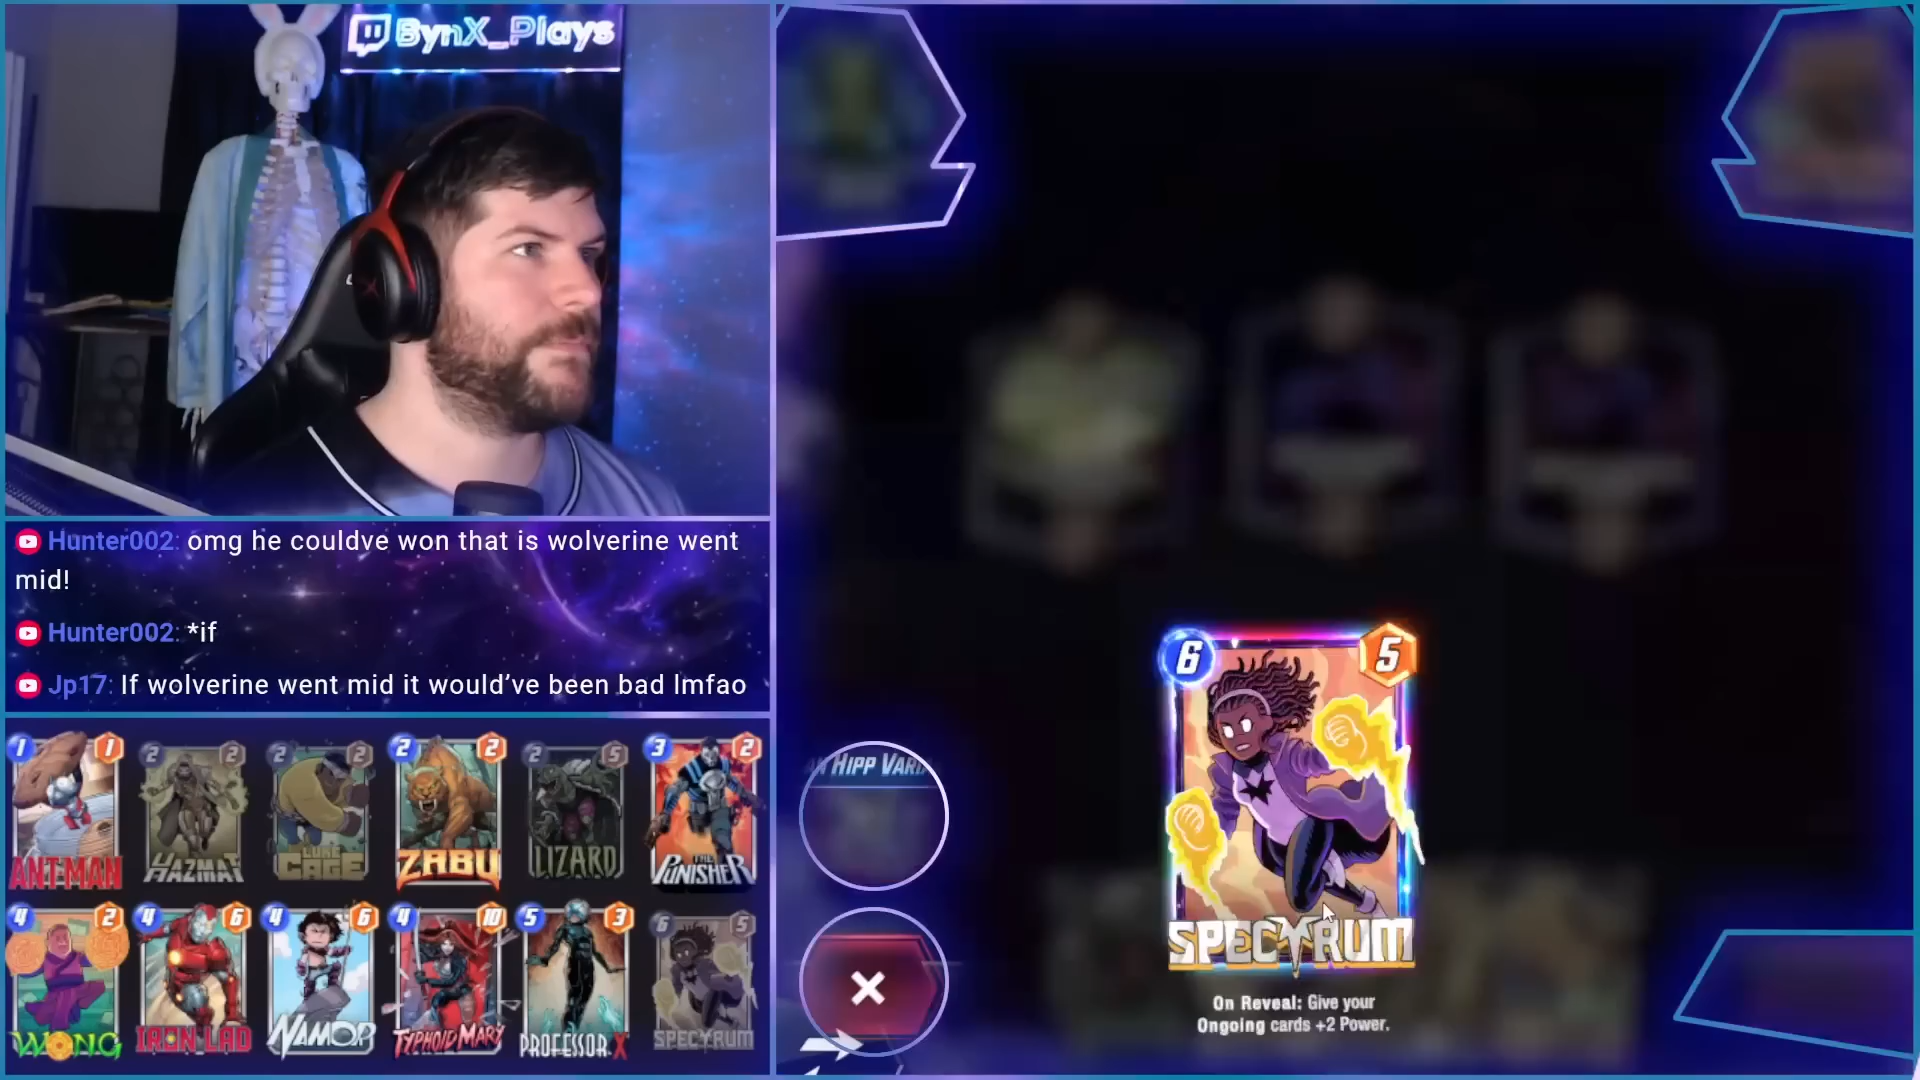 BynX_Plays
Hunter002: omg he couldve won that is wolverine went
mid!
Hunter002: *if
Jp17: If wolverine went mid it would've been bad lmfao
1 1 2 2 2 2 2 2 2 5 3 2
ANT MAN HAZMAT LUKE CAGE ZABU LIZARD THE PUNISHER
4 2 4 6 4 6 4 10 5 3 6 5
WONG IRON LAD NAMOR TYPHOID MARY PROFESSOR X SPECTRUM
HIPP VARI
6 5
SPECTRUM
On Reveal: Give your
Ongoing cards +2 Power.